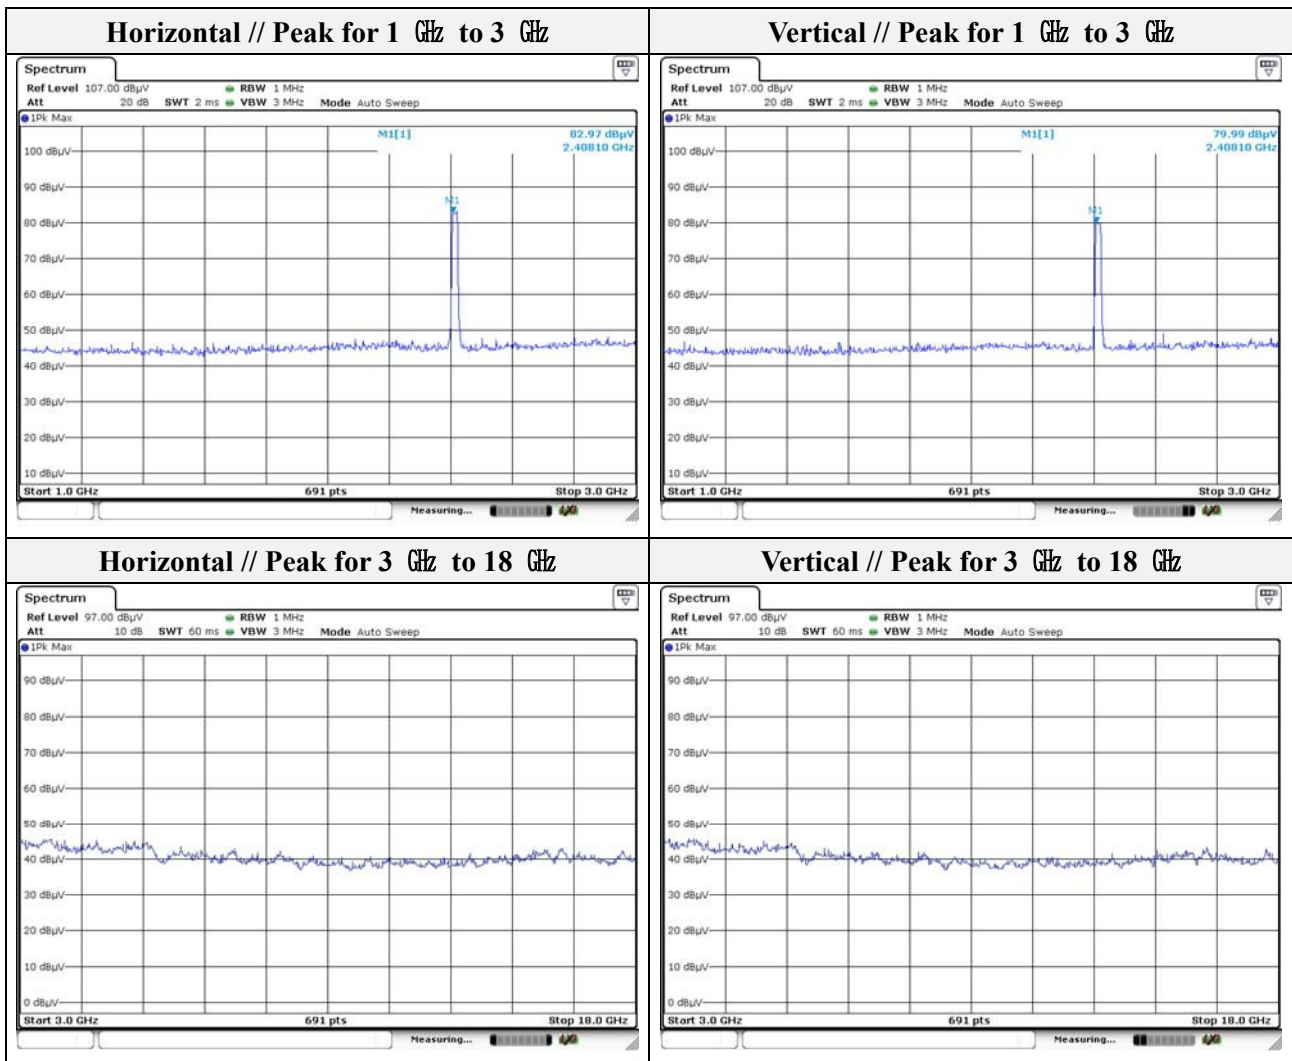 Horizontal // Peak for 1 ㎓ to 3 ㎓
Spectrum
Ref Level 107.00 dBµV RBW 1 MHz
Att 20 dB SWT 2 ms VBW 3 MHz Mode Auto Sweep
1Pk Max
M1[1] 82.97 dBµV
2.40810 GHz
100 dBµV
90 dBµV
M1
80 dBµV
70 dBµV
60 dBµV
50 dBµV
40 dBµV
30 dBµV
20 dBµV
10 dBµV
Start 1.0 GHz 691 pts Stop 3.0 GHz
Measuring...
Vertical // Peak for 1 ㎓ to 3 ㎓
Spectrum
Ref Level 107.00 dBµV RBW 1 MHz
Att 20 dB SWT 2 ms VBW 3 MHz Mode Auto Sweep
1Pk Max
M1[1] 79.99 dBµV
2.40810 GHz
100 dBµV
90 dBµV
M1
80 dBµV
70 dBµV
60 dBµV
50 dBµV
40 dBµV
30 dBµV
20 dBµV
10 dBµV
Start 1.0 GHz 691 pts Stop 3.0 GHz
Measuring...
Horizontal // Peak for 3 ㎓ to 18 ㎓
Spectrum
Ref Level 97.00 dBµV RBW 1 MHz
Att 10 dB SWT 60 ms VBW 3 MHz Mode Auto Sweep
1Pk Max
90 dBµV
80 dBµV
70 dBµV
60 dBµV
50 dBµV
40 dBµV
30 dBµV
20 dBµV
10 dBµV
0 dBµV
Start 3.0 GHz 691 pts Stop 18.0 GHz
Measuring...
Vertical // Peak for 3 ㎓ to 18 ㎓
Spectrum
Ref Level 97.00 dBµV RBW 1 MHz
Att 10 dB SWT 60 ms VBW 3 MHz Mode Auto Sweep
1Pk Max
90 dBµV
80 dBµV
70 dBµV
60 dBµV
50 dBµV
40 dBµV
30 dBµV
20 dBµV
10 dBµV
0 dBµV
Start 3.0 GHz 691 pts Stop 18.0 GHz
Measuring...